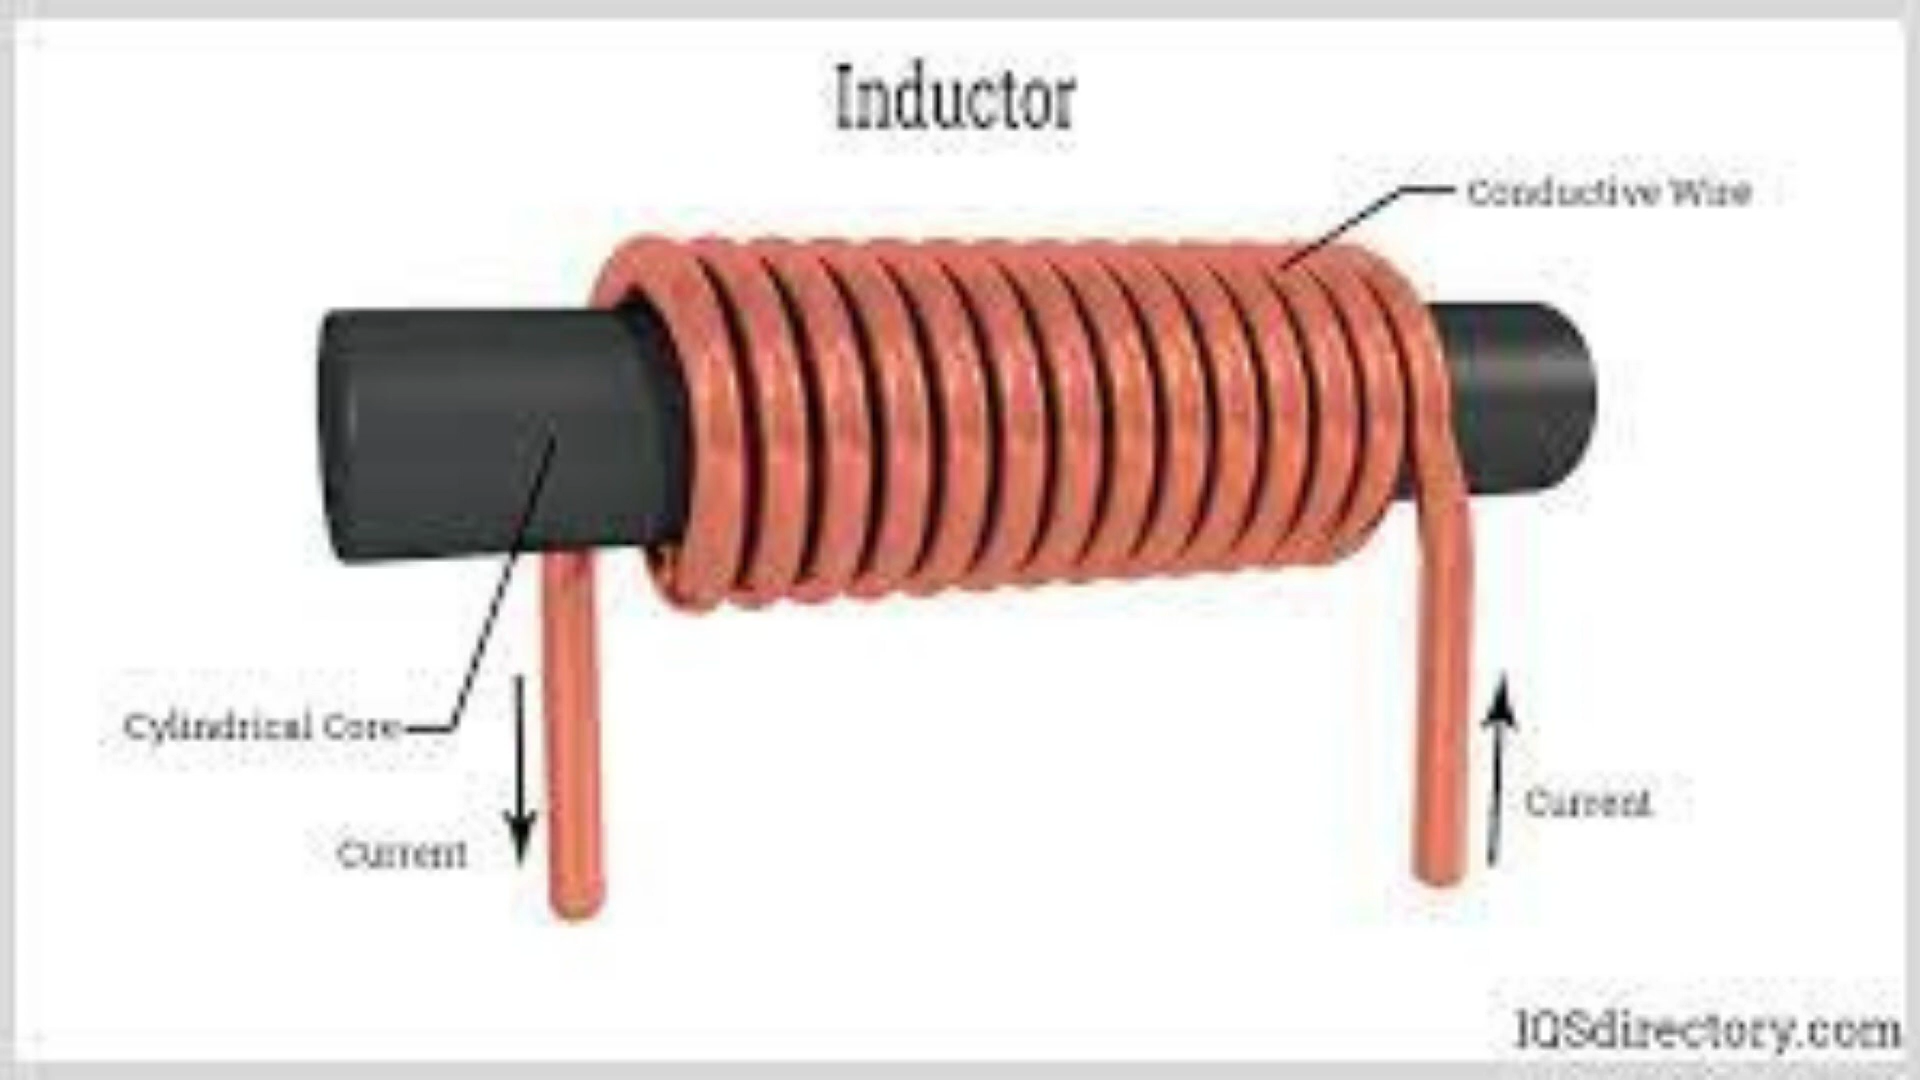 Inductor
Conductive Wire
Cylindrical Core
Current
Current
IQSdirectory.com